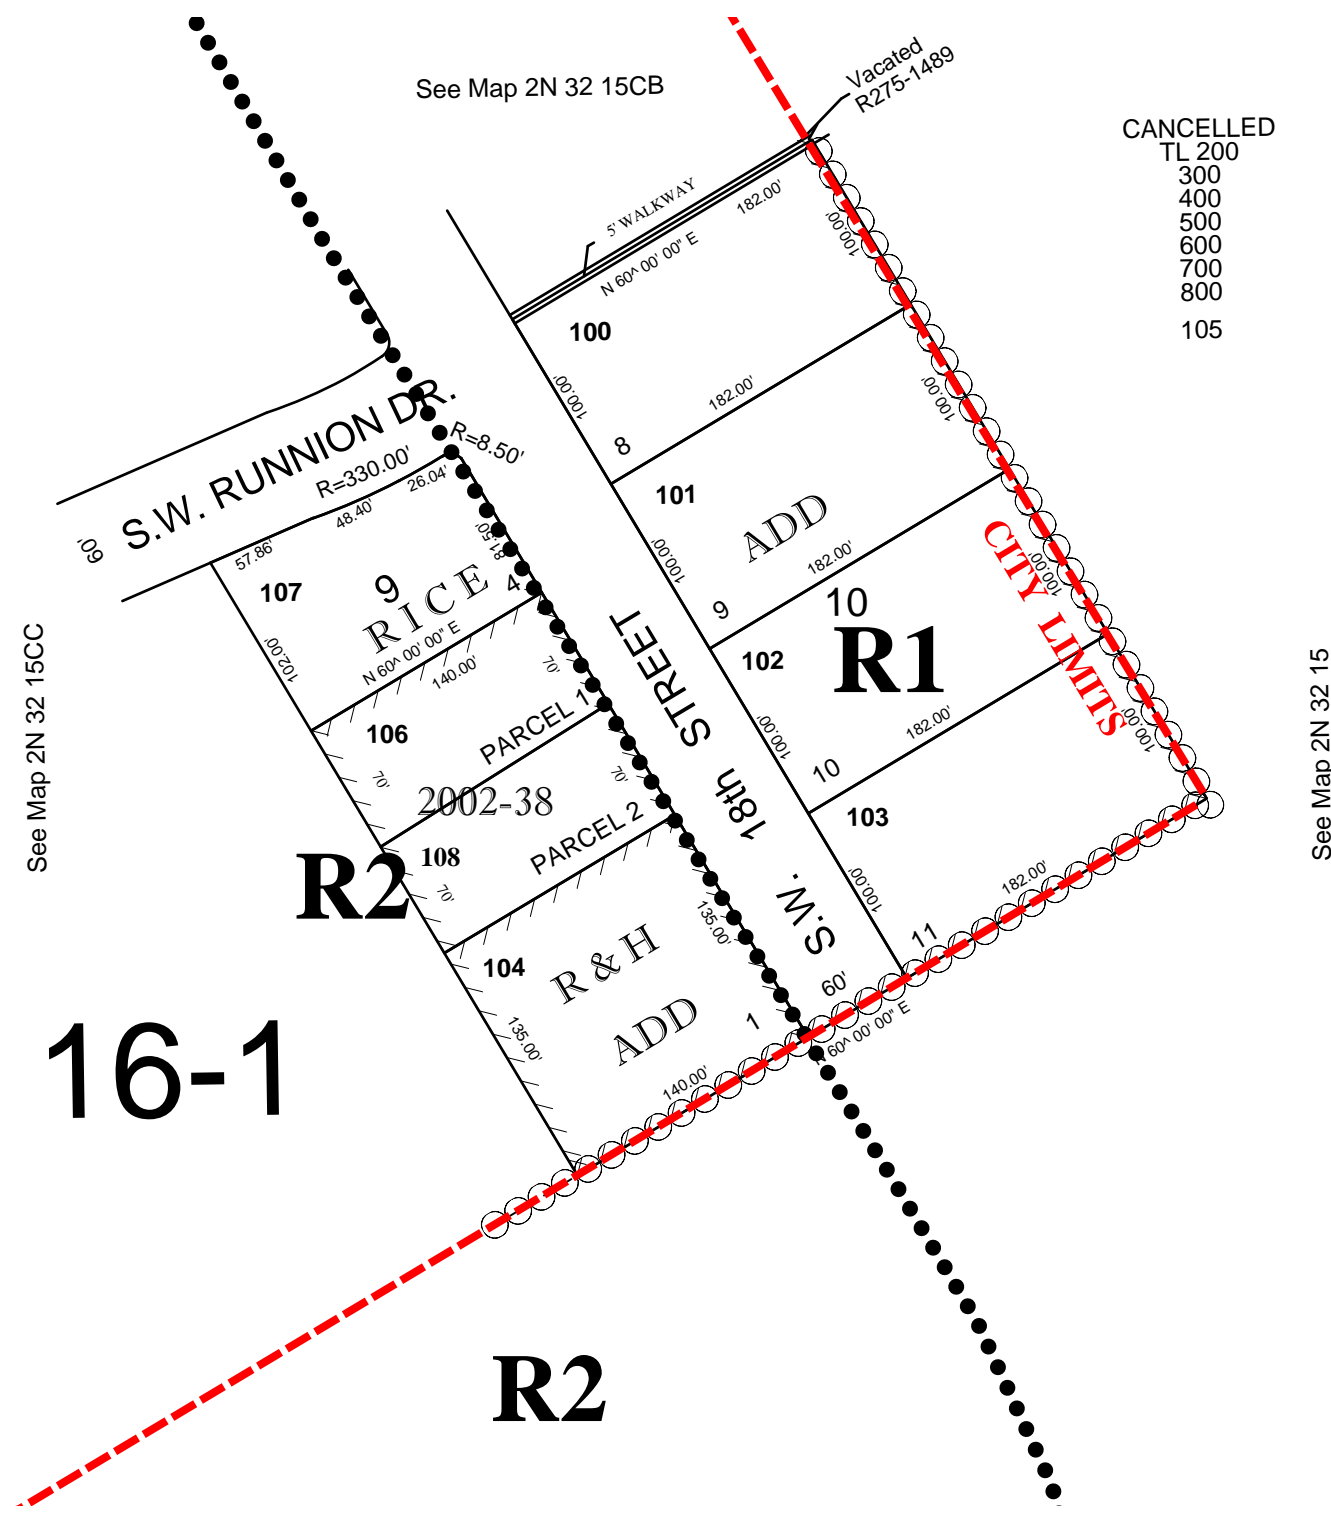 See Map 2N 32 15CB
Vacated
R275-1489
CANCELLED
TL 200
300
400
500
600
700
800
105
5' WALKWAY
182.00'
N 60^ 00' 00" E
100.00'
100
100.00'
182.00'
100.00'
8
S.W. RUNNION DR.
R=8.50'
R=330.00'
26.04'
48.40'
57.86'
60'
81.50'
101
ADD
100.00'
182.00'
100.00'
9
CITY LIMITS
107
9
RICE
4
N 60^ 00' 00" E
140.00'
102.00'
70'
10
R1
102
100.00'
182.00'
100.00'
10
S.W. 18th STREET
See Map 2N 32 15CC
See Map 2N 32 15
106
PARCEL 1
70'
70'
2002-38
108
PARCEL 2
70'
R2
103
182.00'
100.00'
11
135.00'
104
R & H
ADD
1
60'
N 60^ 00' 00" E
135.00'
140.00'
16-1
R2